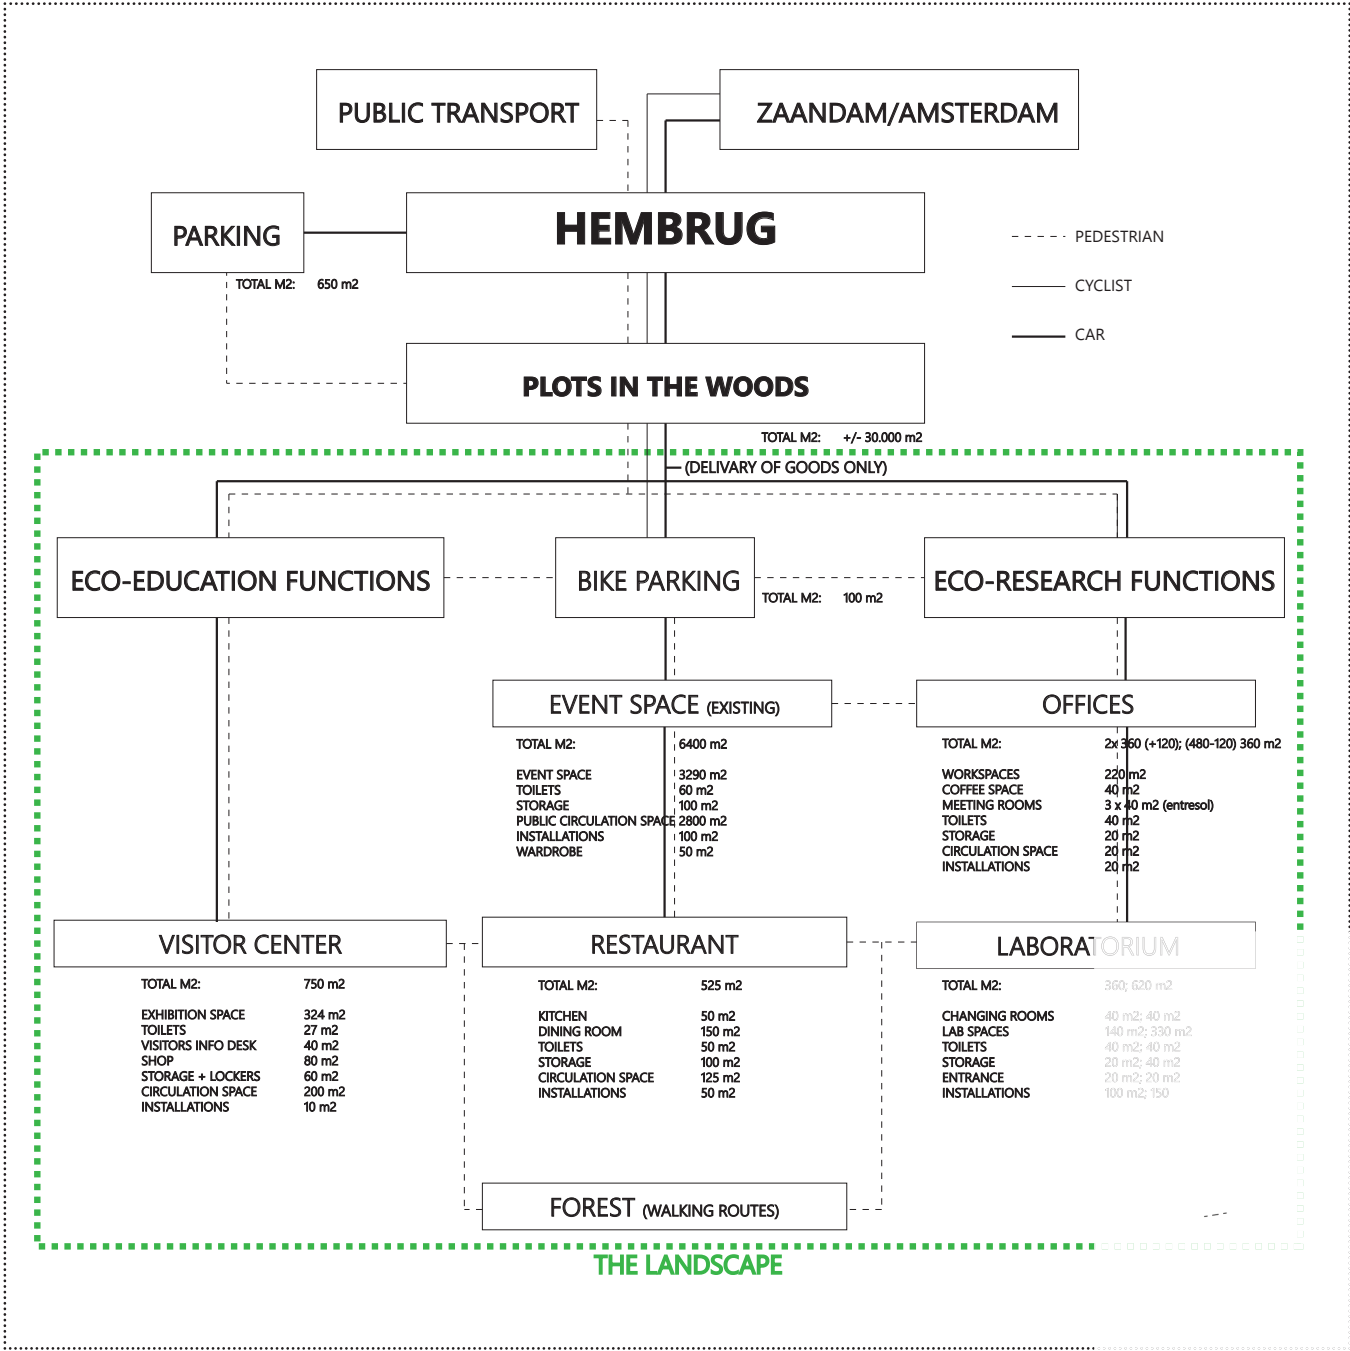 PUBLIC TRANSPORT
ZAANDAM/AMSTERDAM
PARKING
HEMBRUG
TOTAL M2: 650 m2
PEDESTRIAN
CYCLIST
CAR
PLOTS IN THE WOODS
TOTAL M2: +/- 30.000 m2
(DELIVARY OF GOODS ONLY)
ECO-EDUCATION FUNCTIONS
BIKE PARKING
TOTAL M2: 100 m2
ECO-RESEARCH FUNCTIONS
EVENT SPACE (EXISTING)
TOTAL M2: 6400 m2
EVENT SPACE 3290 m2
TOILETS 60 m2
STORAGE 100 m2
PUBLIC CIRCULATION SPACE 2800 m2
INSTALLATIONS 100 m2
WARDROBE 50 m2
OFFICES
TOTAL M2: 2x 360 (+120); (480-120) 360 m2
WORKSPACES 220 m2
COFFEE SPACE 40 m2
MEETING ROOMS 3 x 40 m2 (entresol)
TOILETS 40 m2
STORAGE 20 m2
CIRCULATION SPACE 20 m2
INSTALLATIONS 20 m2
VISITOR CENTER
TOTAL M2: 750 m2
EXHIBITION SPACE 324 m2
TOILETS 27 m2
VISITORS INFO DESK 40 m2
SHOP 80 m2
STORAGE + LOCKERS 60 m2
CIRCULATION SPACE 200 m2
INSTALLATIONS 10 m2
RESTAURANT
TOTAL M2: 525 m2
KITCHEN 50 m2
DINING ROOM 150 m2
TOILETS 50 m2
STORAGE 100 m2
CIRCULATION SPACE 125 m2
INSTALLATIONS 50 m2
LABORATORIUM
TOTAL M2: 360; 620 m2
CHANGING ROOMS 40 m2; 40 m2
LAB SPACES 140 m2; 330 m2
TOILETS 40 m2; 40 m2
STORAGE 20 m2; 40 m2
ENTRANCE 20 m2; 20 m2
INSTALLATIONS 100 m2; 150
FOREST (WALKING ROUTES)
THE LANDSCAPE